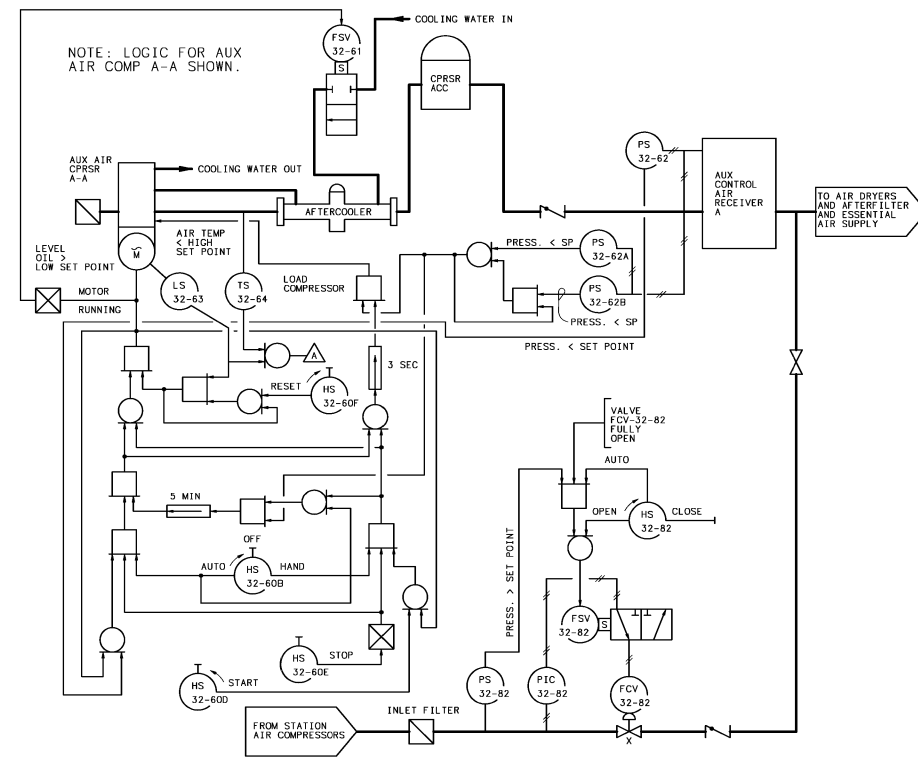 FSV
32-61
S
COOLING WATER IN
NOTE: LOGIC FOR AUX
AIR COMP A-A SHOWN.
CPRSR
ACC
AUX AIR
CPRSR
A-A
COOLING WATER OUT
AFTERCOOLER
PS
32-62
AUX
CONTROL
AIR
RECEIVER
A
TO AIR DRYERS
AND AFTERFILTER
AND ESSENTIAL
AIR SUPPLY
AIR TEMP
< HIGH
SET POINT
LEVEL
OIL >
LOW SET POINT
M
LS
32-63
TS
32-64
LOAD
COMPRESSOR
PRESS. < SP
PS
32-62A
PS
32-62B
PRESS. < SP
MOTOR
RUNNING
PRESS. < SET POINT
A
3 SEC
RESET
HS
32-60F
VALVE
FCV-32-82
FULLY
OPEN
AUTO
5 MIN
OPEN
HS
32-82
CLOSE
OFF
AUTO
HS
32-60B
HAND
PRESS. > SET POINT
FSV
32-82
S
HS
32-60E
STOP
HS
32-60D
START
PS
32-82
PIC
32-82
FCV
32-82
INLET FILTER
FROM STATION
AIR COMPRESSORS
X